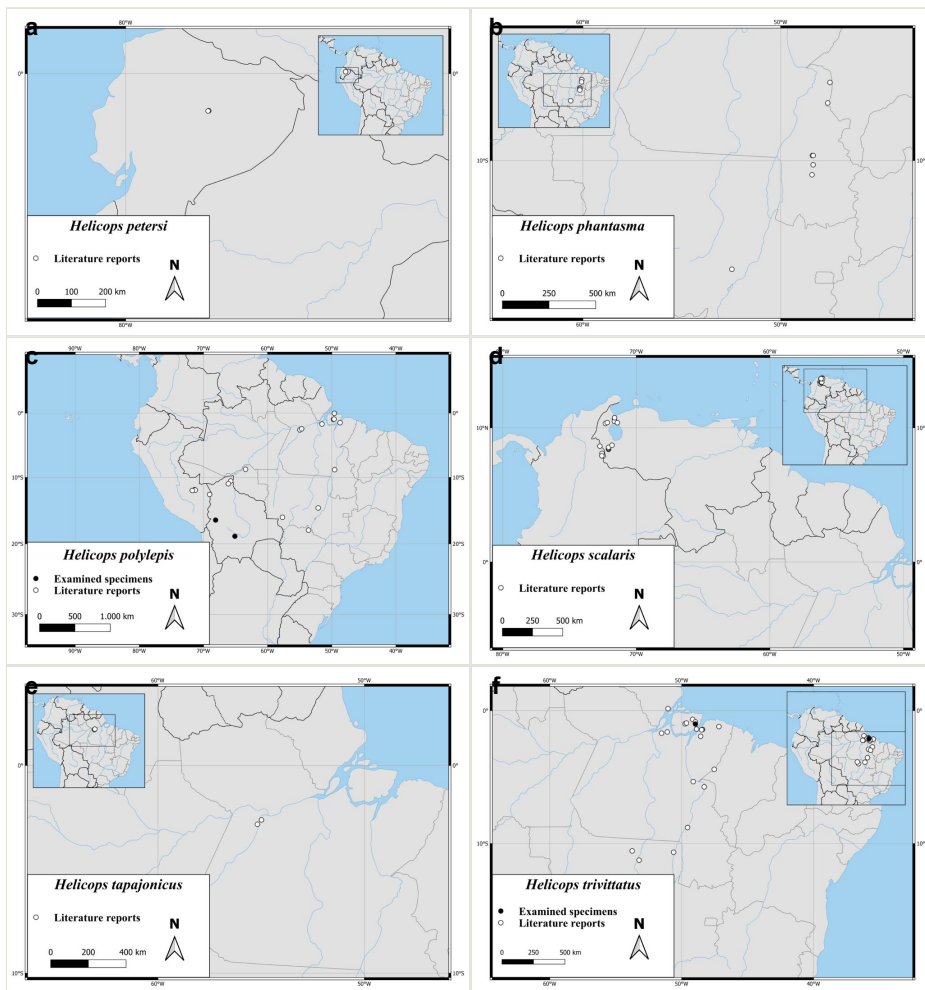 a
80°W
0°
Helicops petersi
Literature reports
N
0 100 200 km
80°W
b
60°W 50°W
10°S
10°S
Helicops phantasma
Literature reports
N
0 250 500 km
60°W 50°W
c
90°W 80°W 70°W 60°W 50°W 40°W
0° 0°
10°S 10°S
20°S 20°S
30°S 30°S
Helicops polylepis
Examined specimens
Literature reports
N
0 500 1.000 km
90°W 80°W 70°W 60°W 50°W 40°W
d
70°W
10°N 10°N
0° 0°
Helicops scalaris
Literature reports
N
0 250 500 km
80°W 70°W 60°W 50°W
e
50°W
0° 0°
Helicops tapajonicus
Literature reports
N
0 200 400 km
10°S 10°S
60°W 50°W
f
60°W 50°W 40°W
0° 0°
10°S 10°S
Helicops trivittatus
Examined specimens
Literature reports
N
0 250 500 km
60°W 50°W 40°W